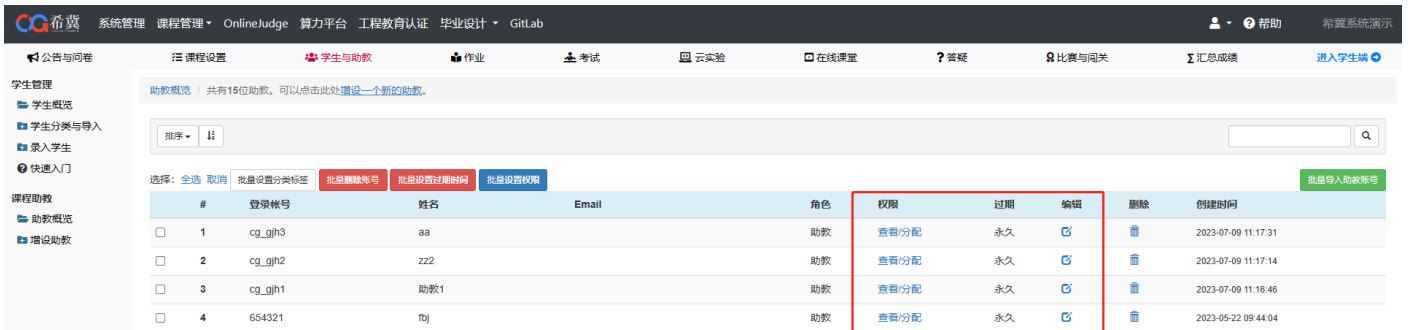 CG希冀 系统管理 课程管理 OnlineJudge 算力平台 工程教育认证 毕业设计 GitLab 帮助 希冀系统演示
公告与问卷 课程设置 学生与助教 作业 考试 云实验 在线课堂 答疑 比赛与闯关 汇总成绩 进入学生端
学生管理
学生概览
学生分类与导入
录入学生
快速入门
课程助教
助教概览
增设助教
助教概览 / 共有15位助教。可以点击此处增设一个新的助教。
排序
选择: 全选 取消 批量设置分类标签 批量删除账号 批量设置过期时间 批量设置权限 批量导入助教账号
# 登录帐号 姓名 Email 角色 权限 过期 编辑 删除 创建时间
1 cg_gjh3 aa 助教 查看/分配 永久 2023-07-09 11:17:31
2 cg_gjh2 zz2 助教 查看/分配 永久 2023-07-09 11:17:14
3 cg_gjh1 助教1 助教 查看/分配 永久 2023-07-09 11:16:46
4 654321 fbj 助教 查看/分配 永久 2023-05-22 09:44:04